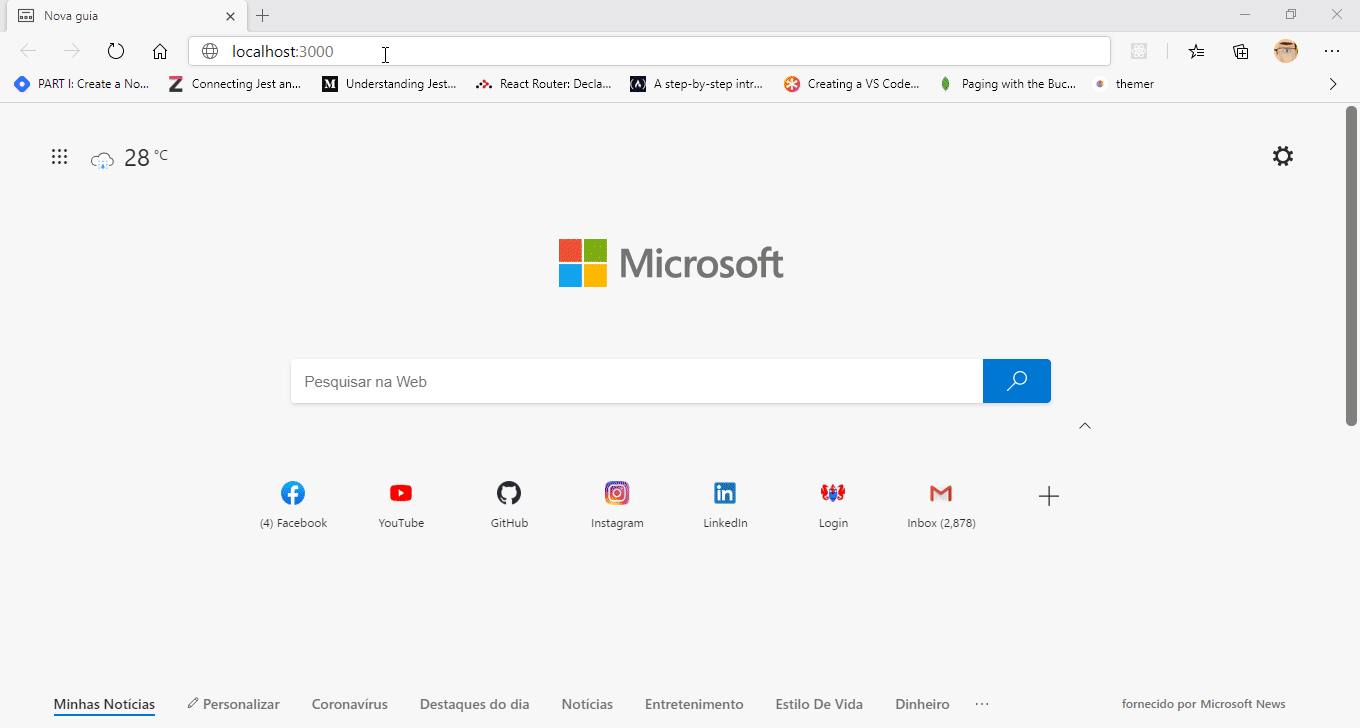 Nova guia
localhost:3000
PART I: Create a No... Connecting Jest an... Understanding Jest... React Router: Decla... A step-by-step intr... Creating a VS Code... Paging with the Buc... themer
28 °C
Microsoft
Pesquisar na Web
(4) Facebook YouTube GitHub Instagram LinkedIn Login Inbox (2,878)
Minhas Notícias Personalizar Coronavírus Destaques do dia Notícias Entretenimento Estilo De Vida Dinheiro ... fornecido por Microsoft News